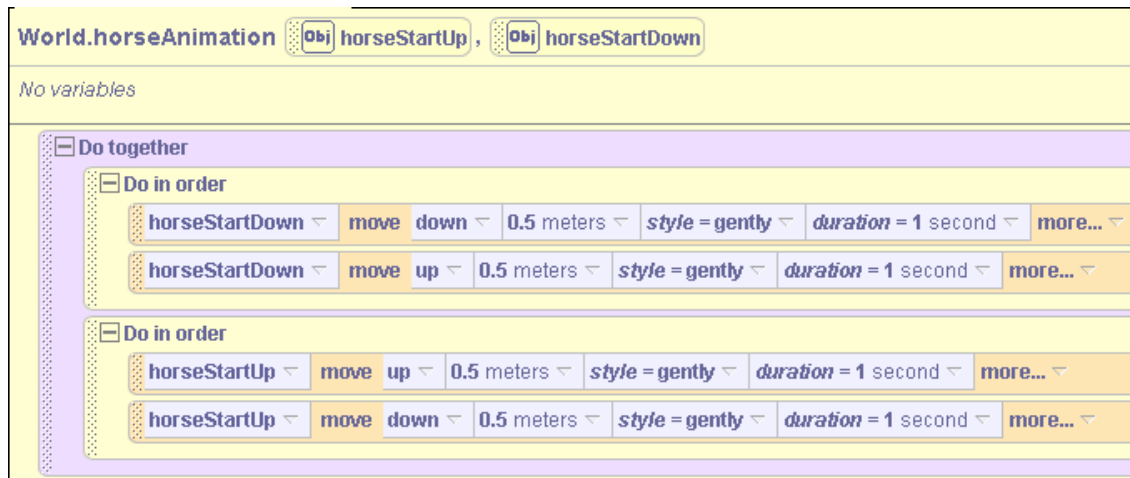 World.horseAnimation Obj horseStartUp , Obj horseStartDown
No variables
Do together
Do in order
horseStartDown move down 0.5 meters style = gently duration = 1 second more...
horseStartDown move up 0.5 meters style = gently duration = 1 second more...
Do in order
horseStartUp move up 0.5 meters style = gently duration = 1 second more...
horseStartUp move down 0.5 meters style = gently duration = 1 second more...